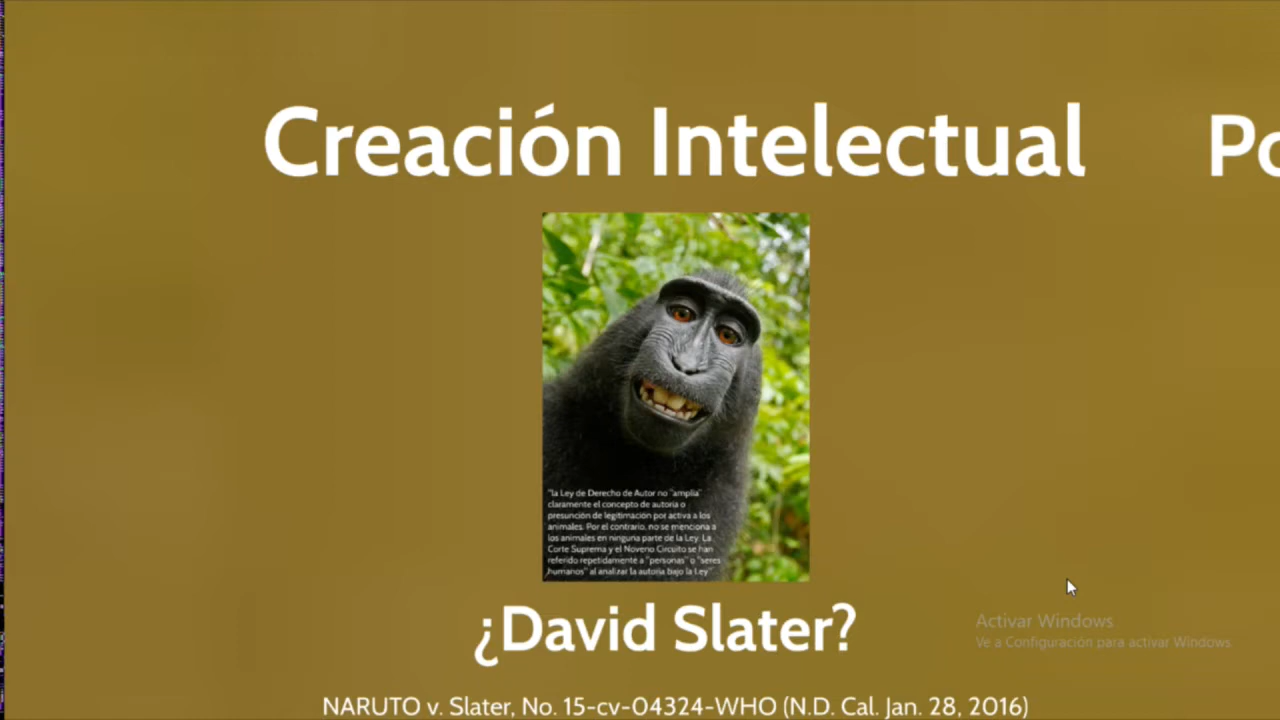 Creación Intelectual
Po
"la Ley de Derecho de Autor no "amplía"
claramente el concepto de autoría o
presunción de legitimación por activa a los
animales. Por el contrario, no se menciona a
los animales en ninguna parte de la Ley. La
Corte Suprema y el Noveno Circuito se han
referido repetidamente a "personas" o "seres
humanos" al analizar la autoría bajo la Ley"
¿David Slater?
Activar Windows
Ve a Configuración para activar Windows.
NARUTO v. Slater, No. 15-cv-04324-WHO (N.D. Cal. Jan. 28, 2016)